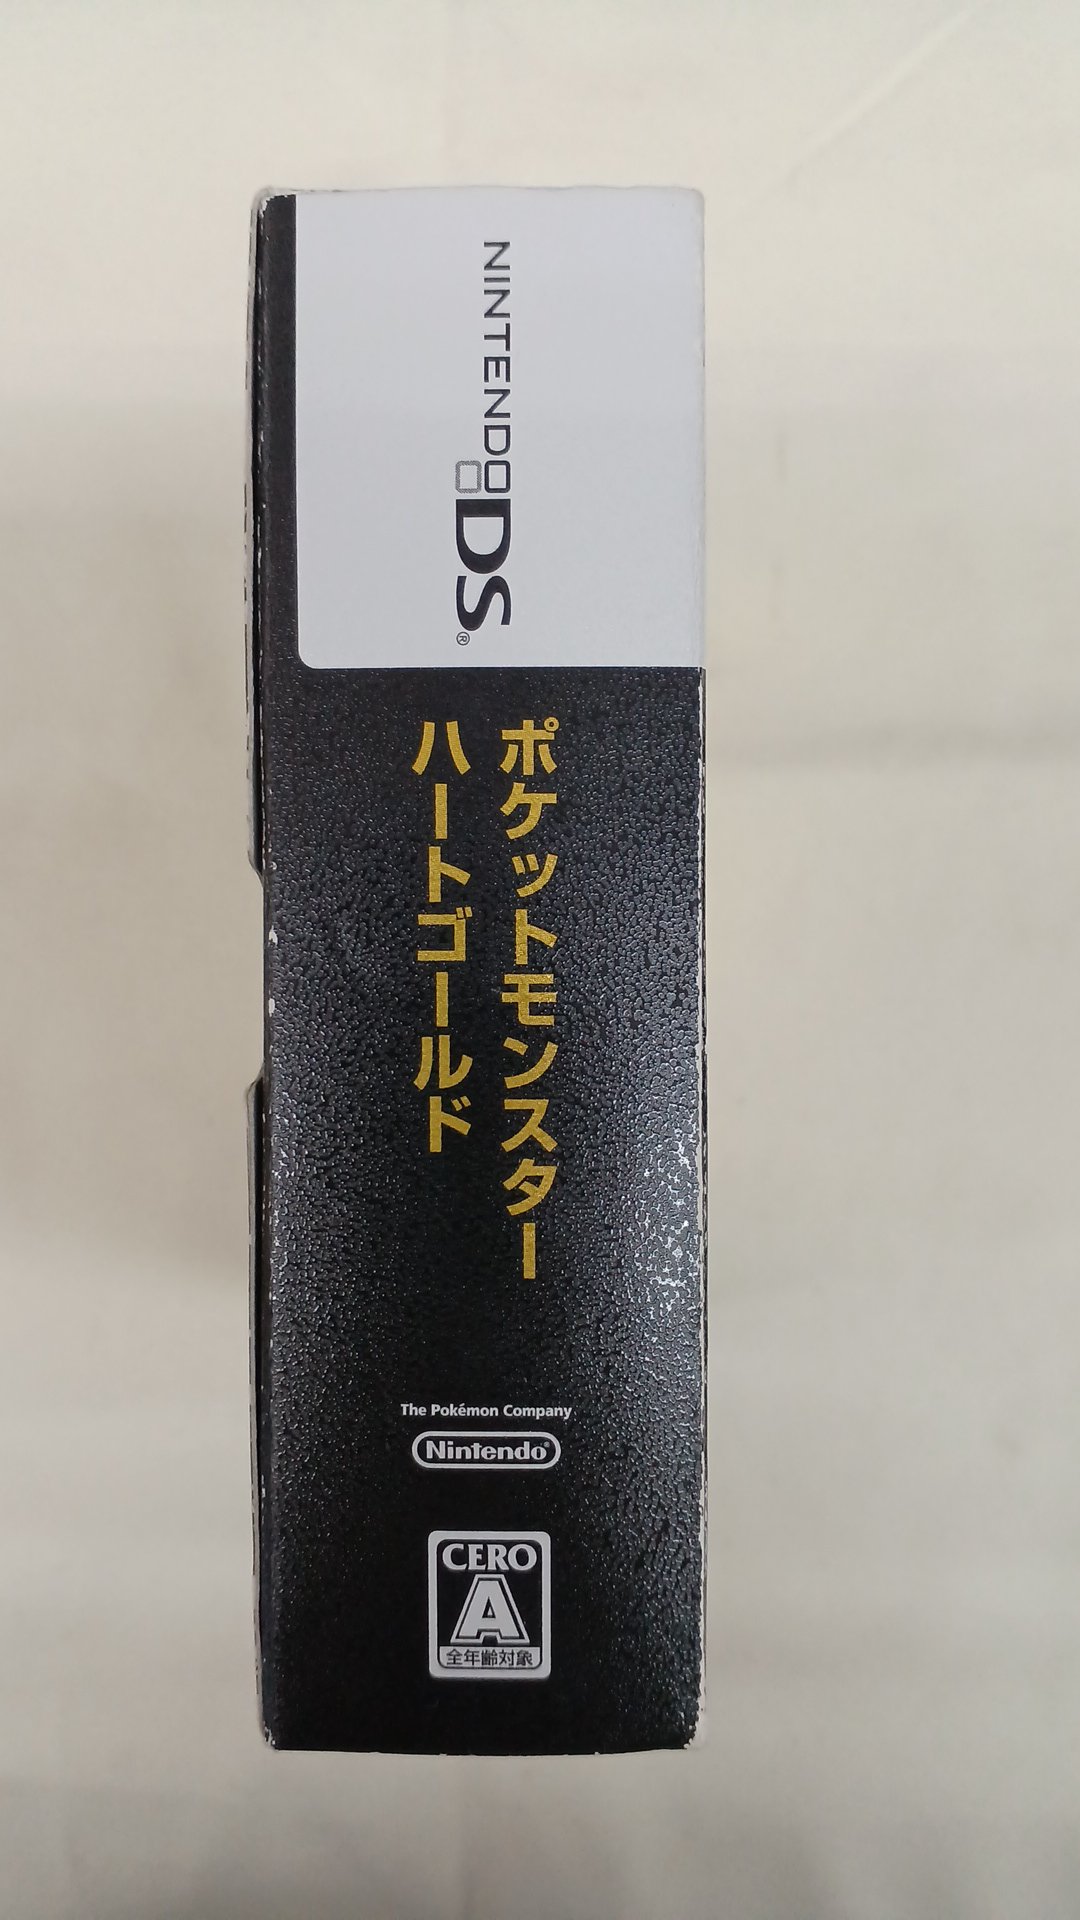 NINTENDO DS®
ポケットモンスター
ハートゴールド
The Pokémon Company
Nintendo®
CERO
A
全年齢対象